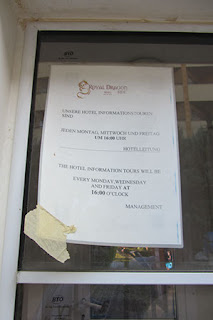 ROYAL DRAGON
UNSERE HOTEL INFORMATIONSTOUREN
SIND
JEDEN MONTAG, MITTWOCH UND FREITAG
UM 16:00 UHR
HOTELLEITUNG
THE HOTEL INFORMATION TOURS WILL BE
EVERY MONDAY, WEDNESDAY
AND FRIDAY AT
16:00 O'CLOCK
MANAGEMENT